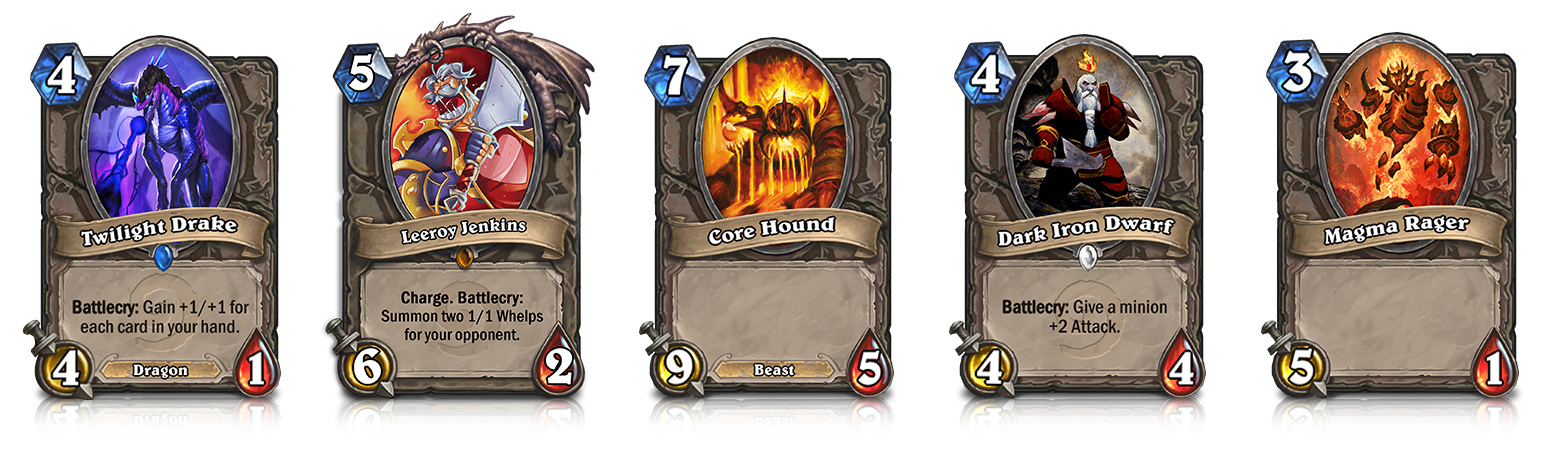 4
Twilight Drake
Battlecry: Gain +1/+1 for
each card in your hand.
4
Dragon
1
5
Leeroy Jenkins
Charge. Battlecry:
Summon two 1/1 Whelps
for your opponent.
6
2
7
Core Hound
9
Beast
5
4
Dark Iron Dwarf
Battlecry: Give a minion
+2 Attack.
4
4
3
Magma Rager
5
1